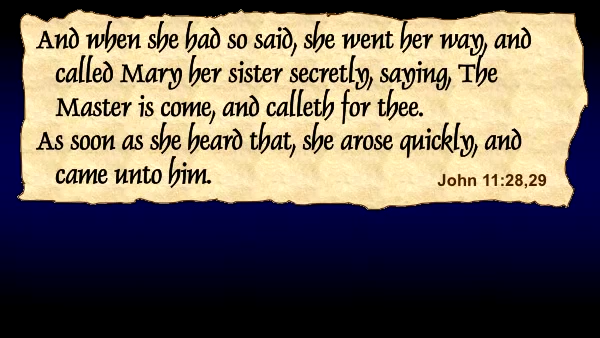 And when she had so said, she went her way, and
called Mary her sister secretly, saying, The
Master is come, and calleth for thee.
As soon as she heard that, she arose quickly, and
came unto him.
John 11:28,29